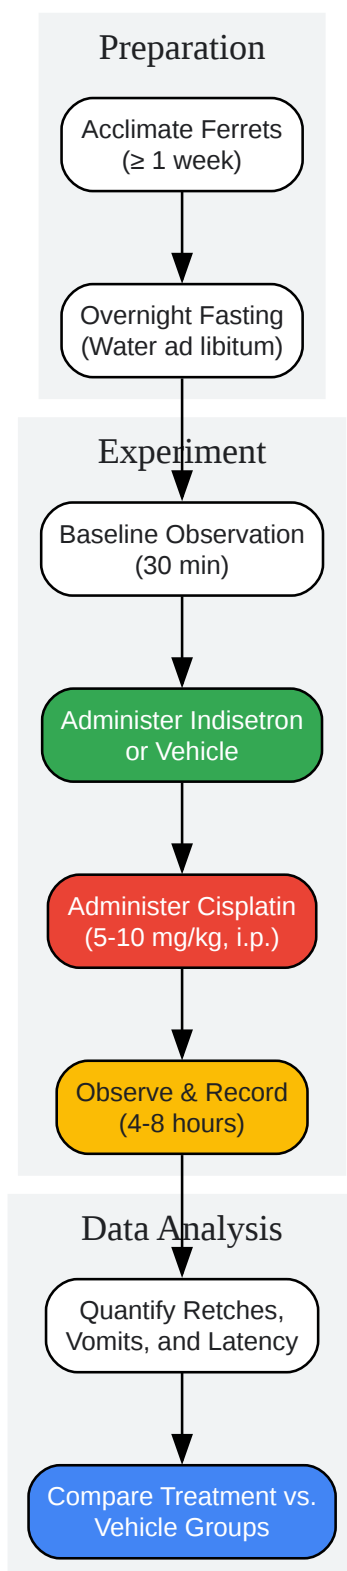 Preparation
Acclimate Ferrets
(≥ 1 week)
Overnight Fasting
(Water ad libitum)
Experiment
Baseline Observation
(30 min)
Administer Indisetron
or Vehicle
Administer Cisplatin
(5-10 mg/kg, i.p.)
Observe & Record
(4-8 hours)
Data Analysis
Quantify Retches,
Vomits, and Latency
Compare Treatment vs.
Vehicle Groups